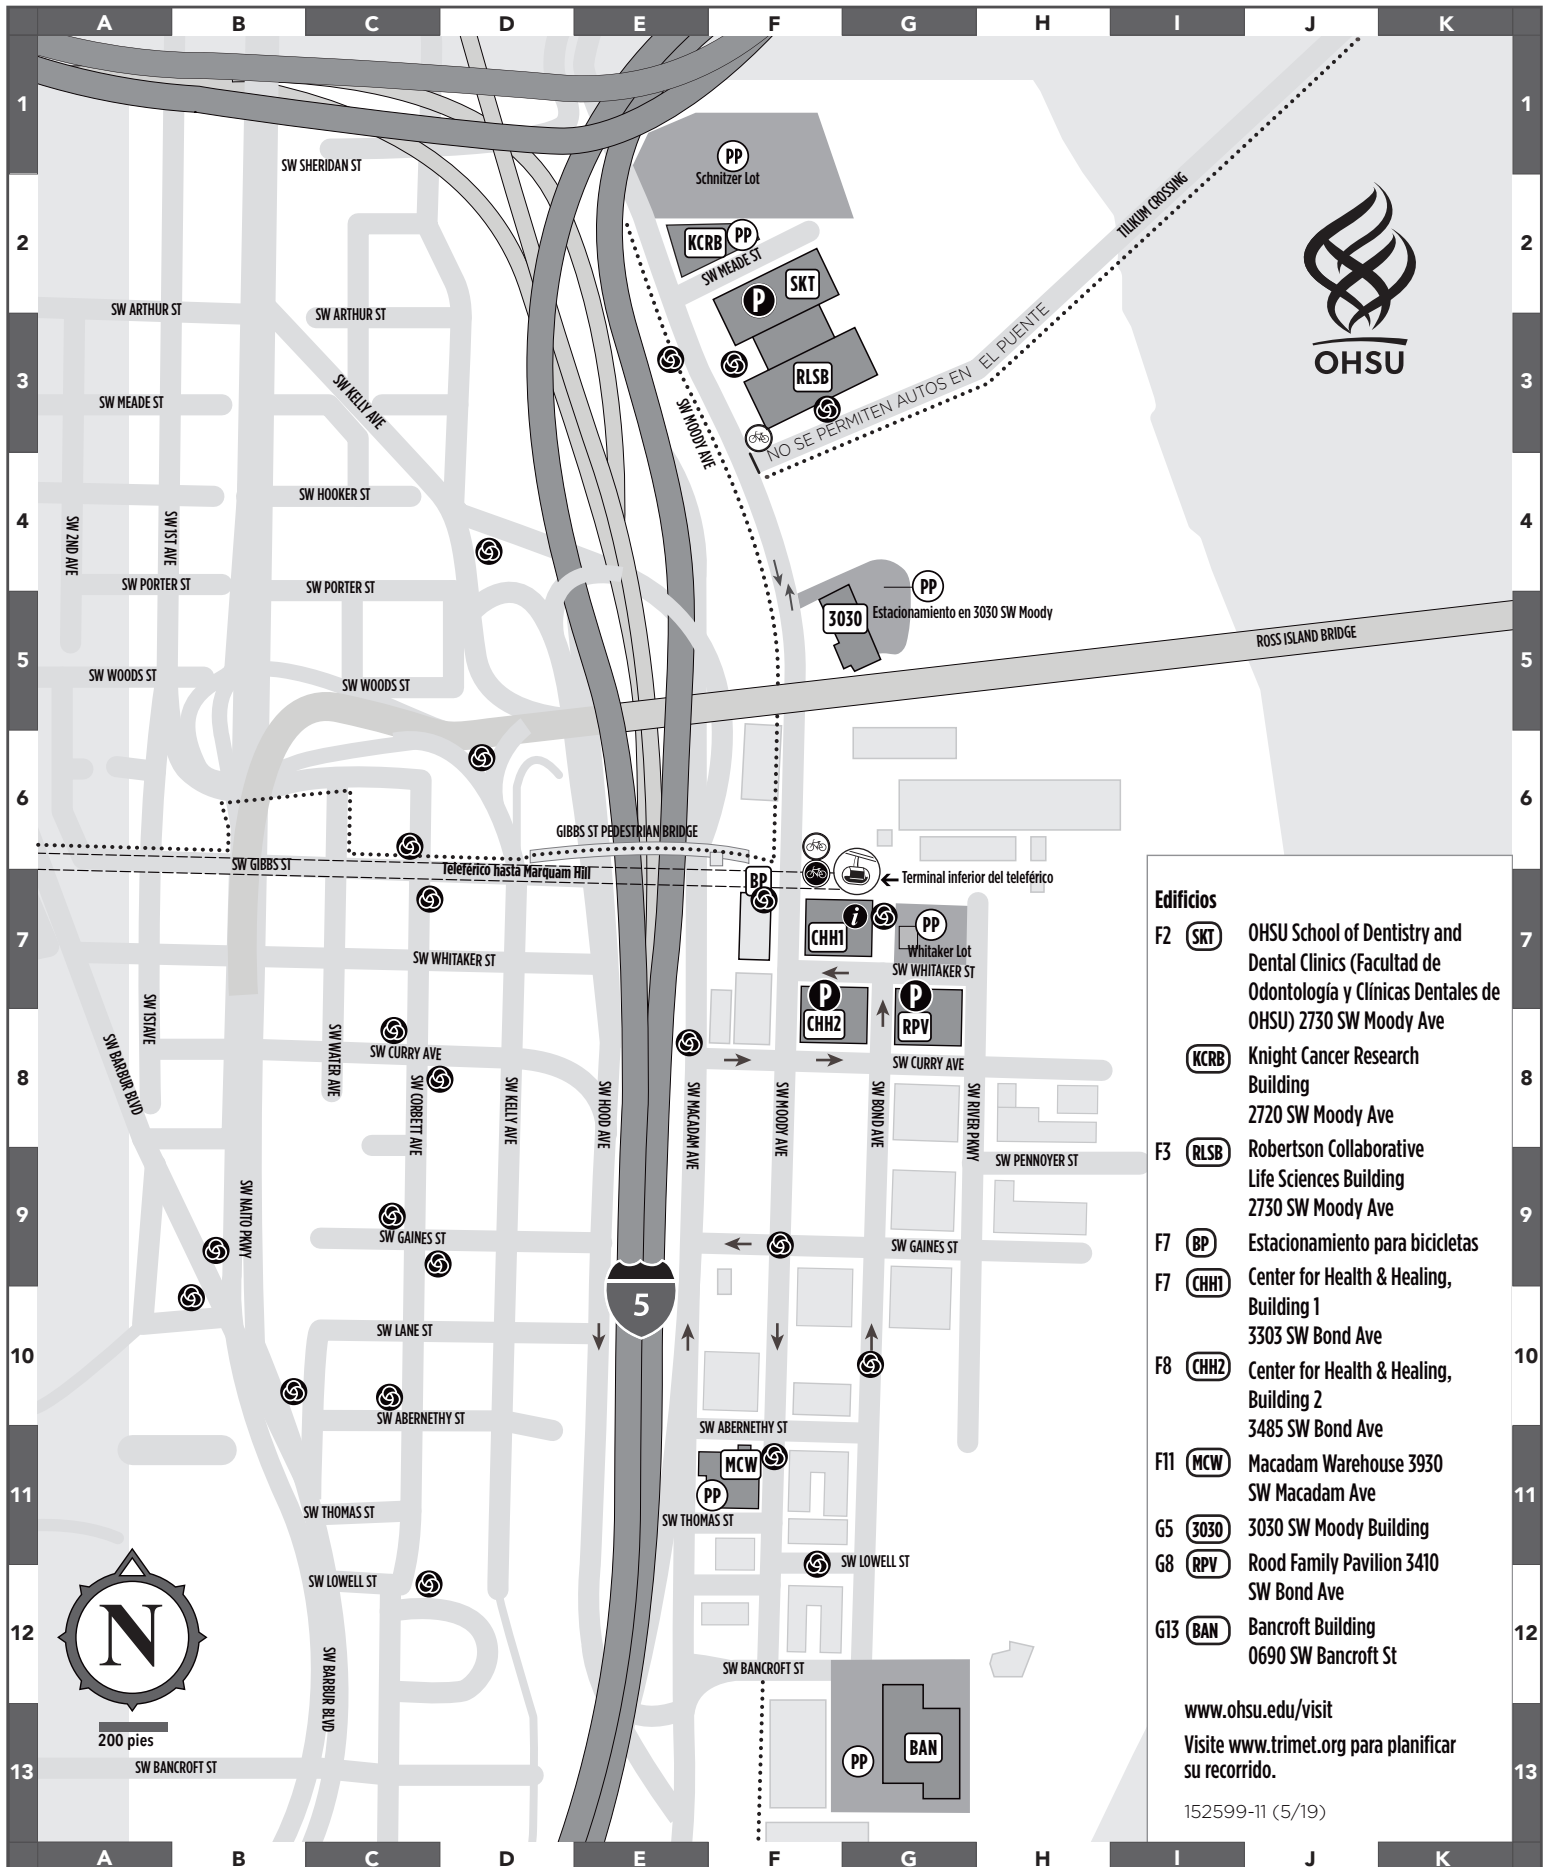 A B C D E F G H I J K
1 1
PP
SW SHERIDAN ST
Schnitzer Lot
TILIKUM CROSSING
2 2
KCRB PP
SW MEADE ST
SKT
P
SW ARTHUR ST
SW ARTHUR ST
OHSU
3 3
RLSB
SW MEADE ST
SW KELLY AVE
SW MOODY AVE
NO SE PERMITEN AUTOS EN EL PUENTE
SW HOOKER ST
4 4
SW 2ND AVE
SW 1ST AVE
SW PORTER ST
SW PORTER ST
PP
3030
Estacionamiento en 3030 SW Moody
ROSS ISLAND BRIDGE
5 5
SW WOODS ST
SW WOODS ST
6 6
GIBBS ST PEDESTRIAN BRIDGE
SW GIBBS ST
Teleférico hasta Marquam Hill
BP
Terminal inferior del teleférico
7 7
i
CHH1
PP
Whitaker Lot
SW WHITAKER ST
SW WHITAKER ST
P
CHH2
P
RPV
SW 1STAVE
SW BARBUR BLVD
SW WATER AVE
SW CURRY AVE
SW CURRY AVE
8 8
SW CORBETT AVE
SW KELLY AVE
SW HOOD AVE
SW MACADAM AVE
SW MOODY AVE
SW BOND AVE
SW RIVER PKWY
SW PENNOYER ST
9 9
SW NAITO PKWY
SW GAINES ST
SW GAINES ST
5
SW LANE ST
10 10
SW ABERNETHY ST
SW ABERNETHY ST
MCW
PP
11 11
SW THOMAS ST
SW THOMAS ST
SW LOWELL ST
SW LOWELL ST
N
12 12
SW BARBUR BLVD
SW BANCROFT ST
200 pies
SW BANCROFT ST
PP
BAN
13 13
Edificios
F2 SKT OHSU School of Dentistry and
Dental Clinics (Facultad de
Odontología y Clínicas Dentales de
OHSU) 2730 SW Moody Ave
KCRB Knight Cancer Research
Building
2720 SW Moody Ave
F3 RLSB Robertson Collaborative
Life Sciences Building
2730 SW Moody Ave
F7 BP Estacionamiento para bicicletas
F7 CHH1 Center for Health & Healing,
Building 1
3303 SW Bond Ave
F8 CHH2 Center for Health & Healing,
Building 2
3485 SW Bond Ave
F11 MCW Macadam Warehouse 3930
SW Macadam Ave
G5 3030 3030 SW Moody Building
G8 RPV Rood Family Pavilion 3410
SW Bond Ave
G13 BAN Bancroft Building
0690 SW Bancroft St
www.ohsu.edu/visit
Visite www.trimet.org para planificar
su recorrido.
152599-11 (5/19)
A B C D E F G H I J K